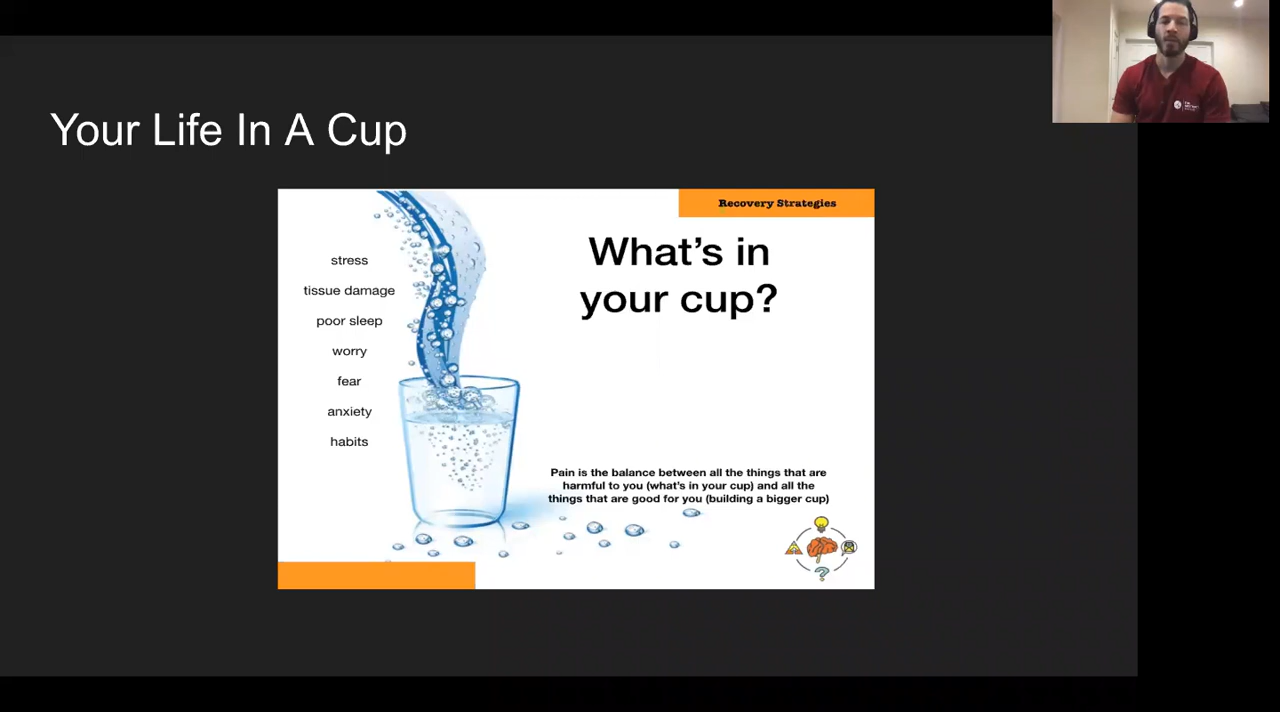 Your Life In A Cup
Recovery Strategies
What's in
your cup?
stress
tissue damage
poor sleep
worry
fear
anxiety
habits
Pain is the balance between all the things that are
harmful to you (what's in your cup) and all the
things that are good for you (building a bigger cup)